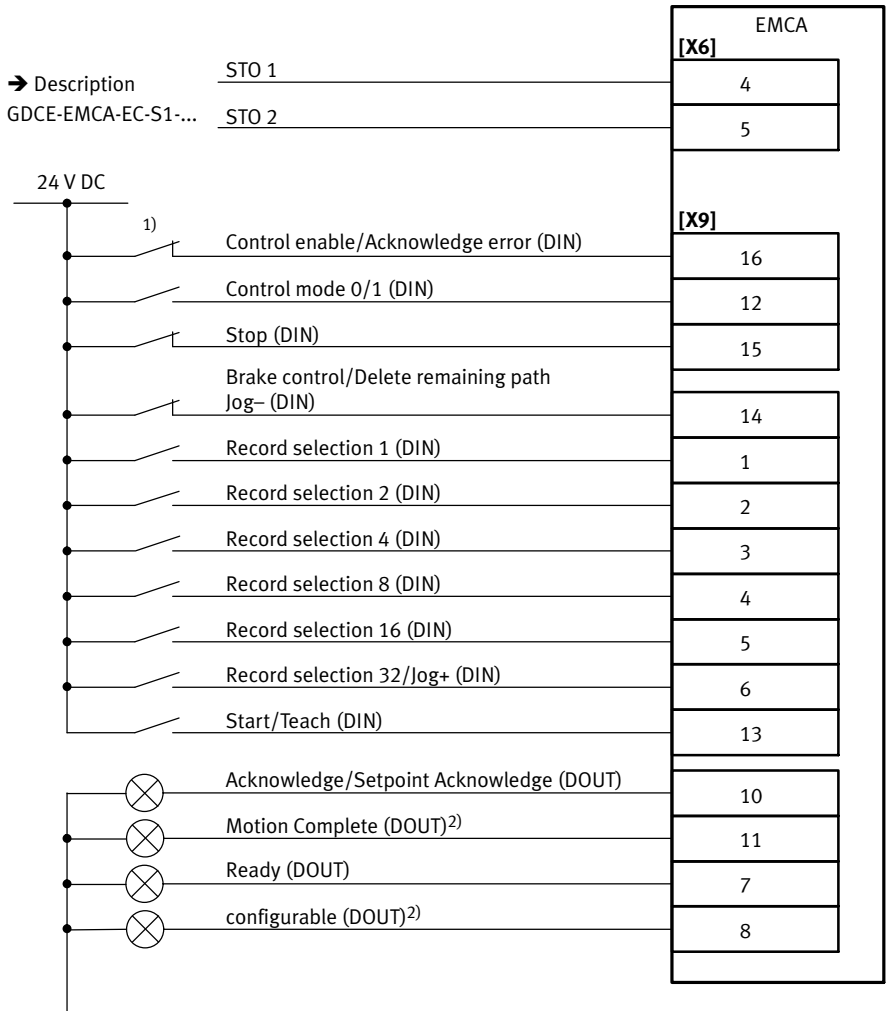 EMCA
[X6]
STO 1
4
➔ Description
GDCE-EMCA-EC-S1-...
STO 2
5
24 V DC
[X9]
1)
Control enable/Acknowledge error (DIN)
16
Control mode 0/1 (DIN)
12
Stop (DIN)
15
Brake control/Delete remaining path
Jog– (DIN)
14
Record selection 1 (DIN)
1
Record selection 2 (DIN)
2
Record selection 4 (DIN)
3
Record selection 8 (DIN)
4
Record selection 16 (DIN)
5
Record selection 32/Jog+ (DIN)
6
Start/Teach (DIN)
13
Acknowledge/Setpoint Acknowledge (DOUT)
10
Motion Complete (DOUT)2)
11
Ready (DOUT)
7
configurable (DOUT)2)
8